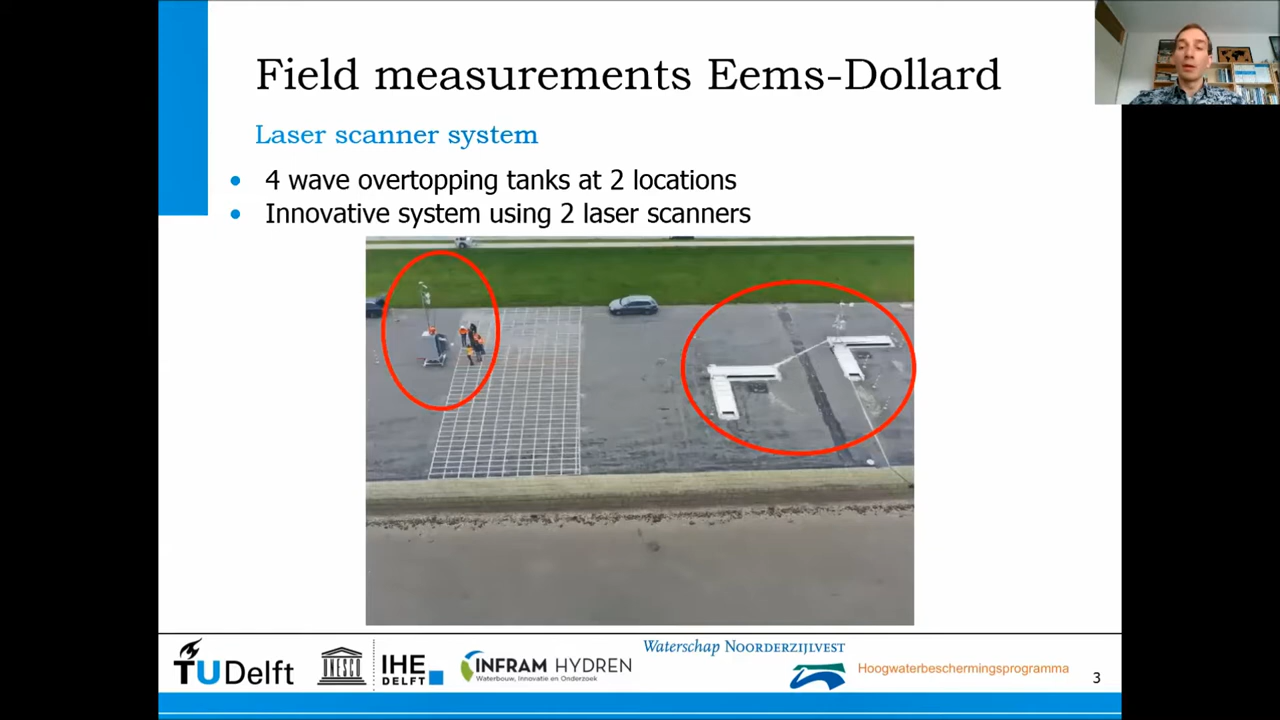 Field measurements Eems-Dollard
Laser scanner system
• 4 wave overtopping tanks at 2 locations
• Innovative system using 2 laser scanners
TUDelft
UNESCO
IHE
DELFT
INFRAM HYDREN
Waterbouw, Innovatie en Onderzoek
Waterschap NOORDERZIJLVEST
Hoogwaterbeschermingsprogramma
3